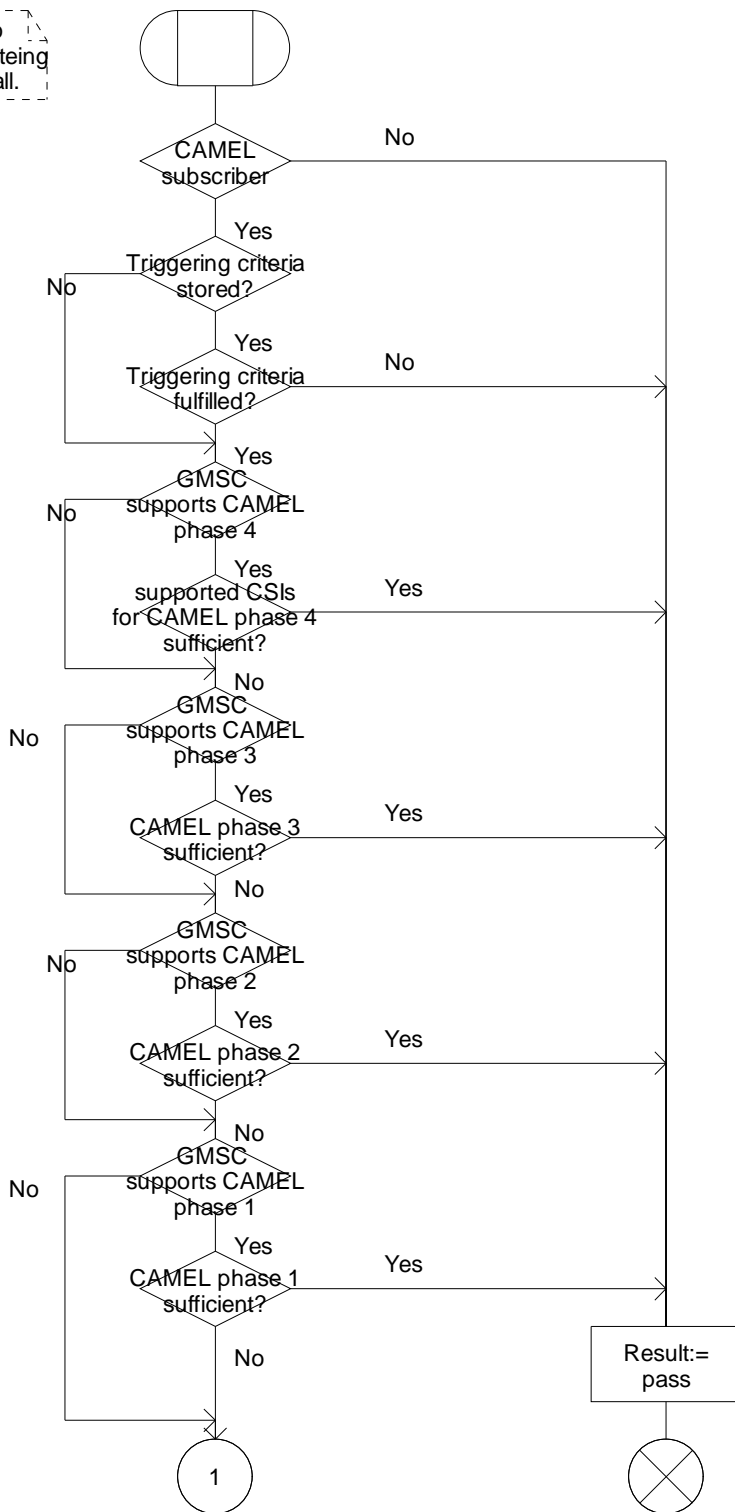 teing
all.
No
CAMEL
subscriber
Yes
Triggering criteria
stored?
No
Yes
No
Triggering criteria
fulfilled?
Yes
GMSC
supports CAMEL
phase 4
No
Yes
Yes
supported CSIs
for CAMEL phase 4
sufficient?
No
GMSC
supports CAMEL
phase 3
No
Yes
Yes
CAMEL phase 3
sufficient?
No
GMSC
supports CAMEL
phase 2
No
Yes
Yes
CAMEL phase 2
sufficient?
No
GMSC
supports CAMEL
phase 1
No
Yes
Yes
CAMEL phase 1
sufficient?
No
Result:=
pass
1